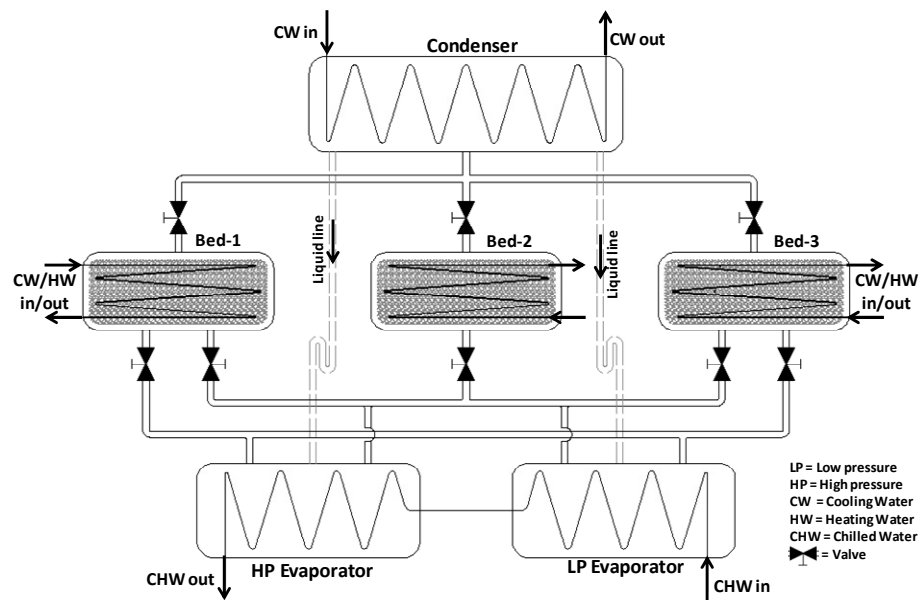 CW in
CW out
Condenser
Bed-1
Bed-2
Bed-3
Liquid line
Liquid line
CW/HW
in/out
CW/HW
in/out
LP = Low pressure
HP = High pressure
CW = Cooling Water
HW = Heating Water
CHW = Chilled Water
= Valve
CHW out
HP Evaporator
LP Evaporator
CHW in